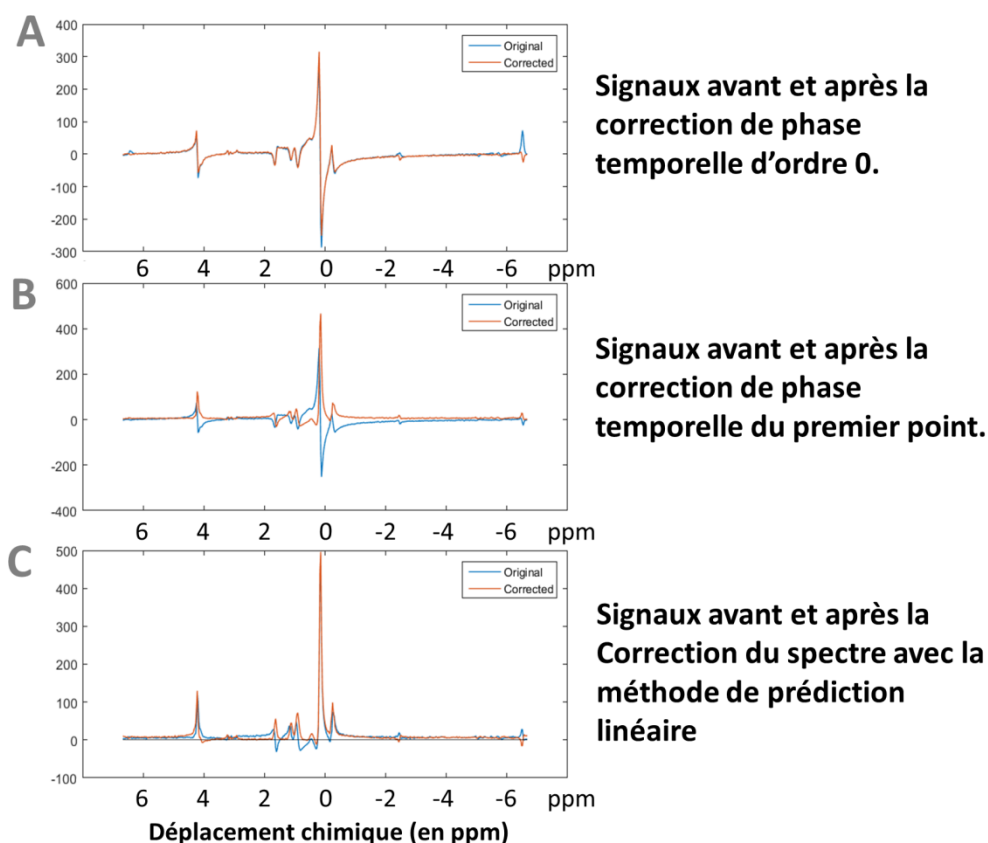 A
400
300
200
100
0
-100
-200
-300
Original
Corrected
6 4 2 0 -2 -4 -6 ppm
Signaux avant et après la
correction de phase
temporelle d’ordre 0.
B
600
400
200
0
-200
-400
Original
Corrected
6 4 2 0 -2 -4 -6 ppm
Signaux avant et après la
correction de phase
temporelle du premier point.
C
500
400
300
200
100
0
-100
Original
Corrected
6 4 2 0 -2 -4 -6 ppm
Déplacement chimique (en ppm)
Signaux avant et après la
Correction du spectre avec la
méthode de prédiction
linéaire